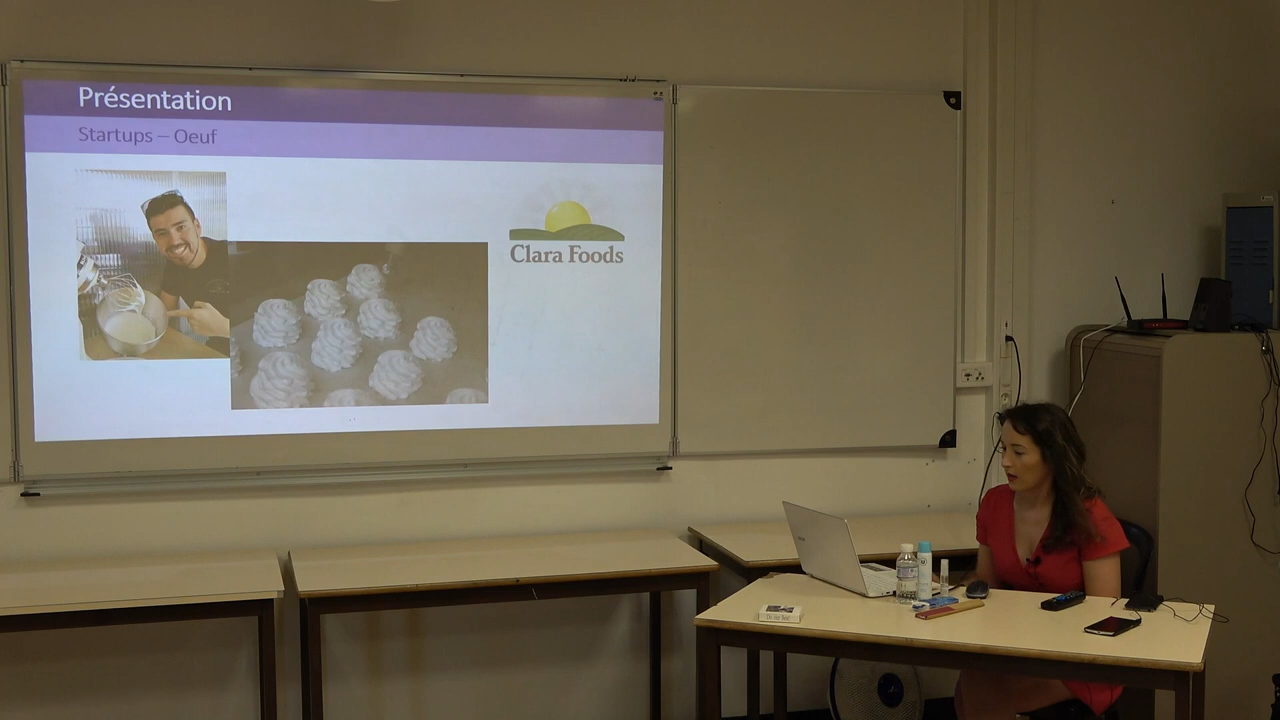 Présentation
Startups – Oeuf
Clara Foods